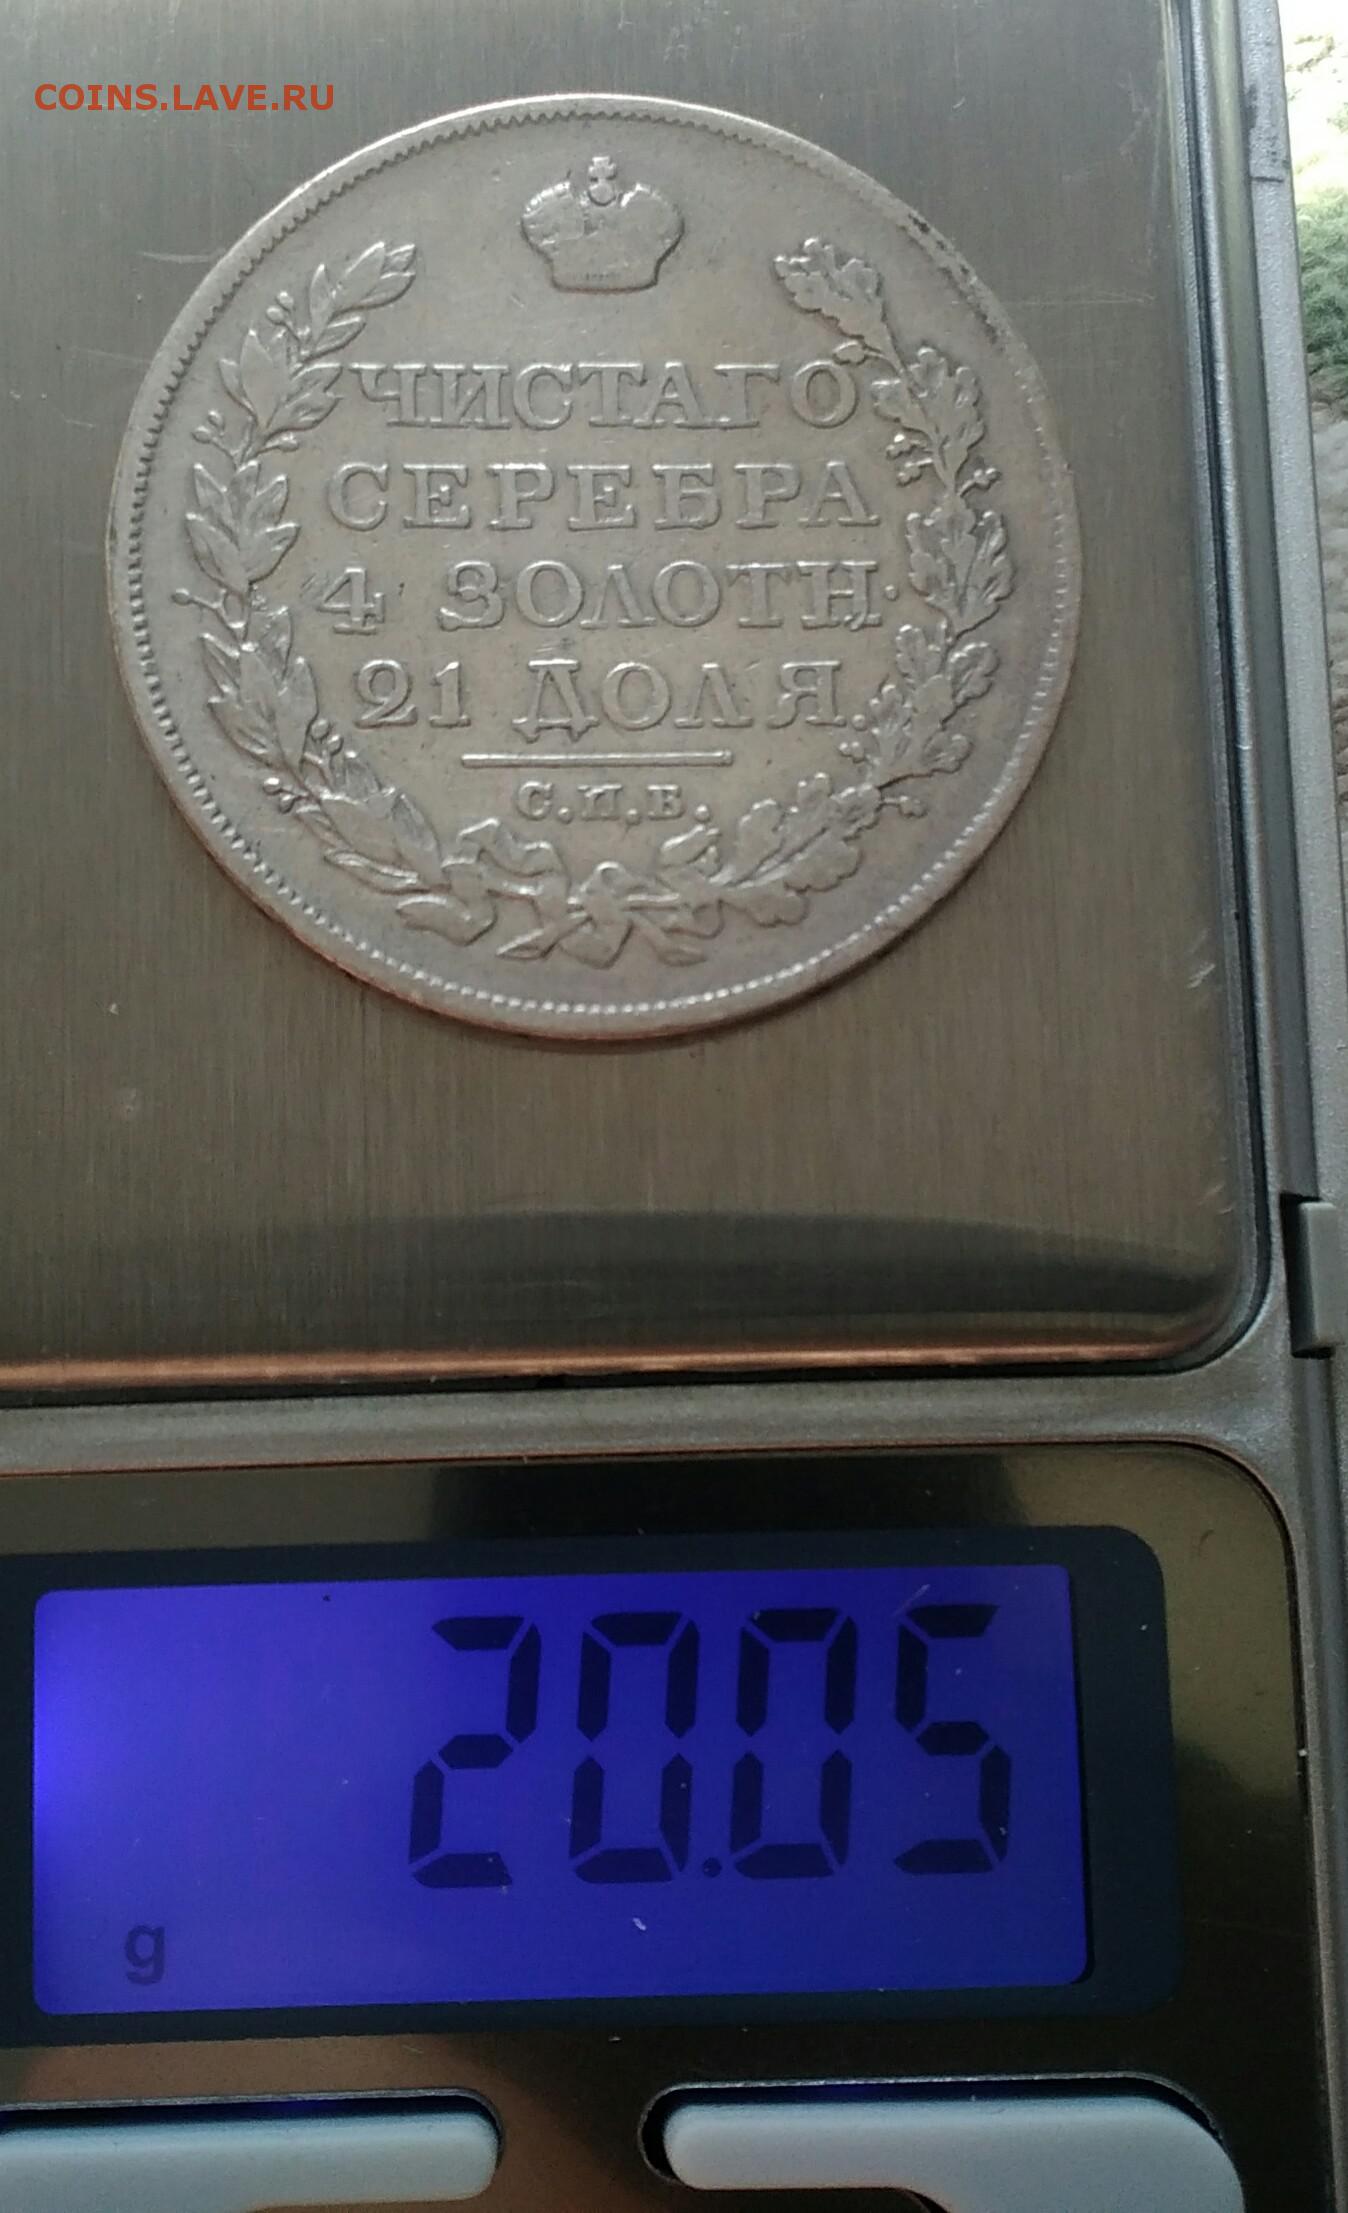 COINS.LAVE.RU
ЧИСТАГО
СЕРЕБРА
4 ЗОЛОТН.
21 ДОЛЯ.
С.П.Б.
20.05
g